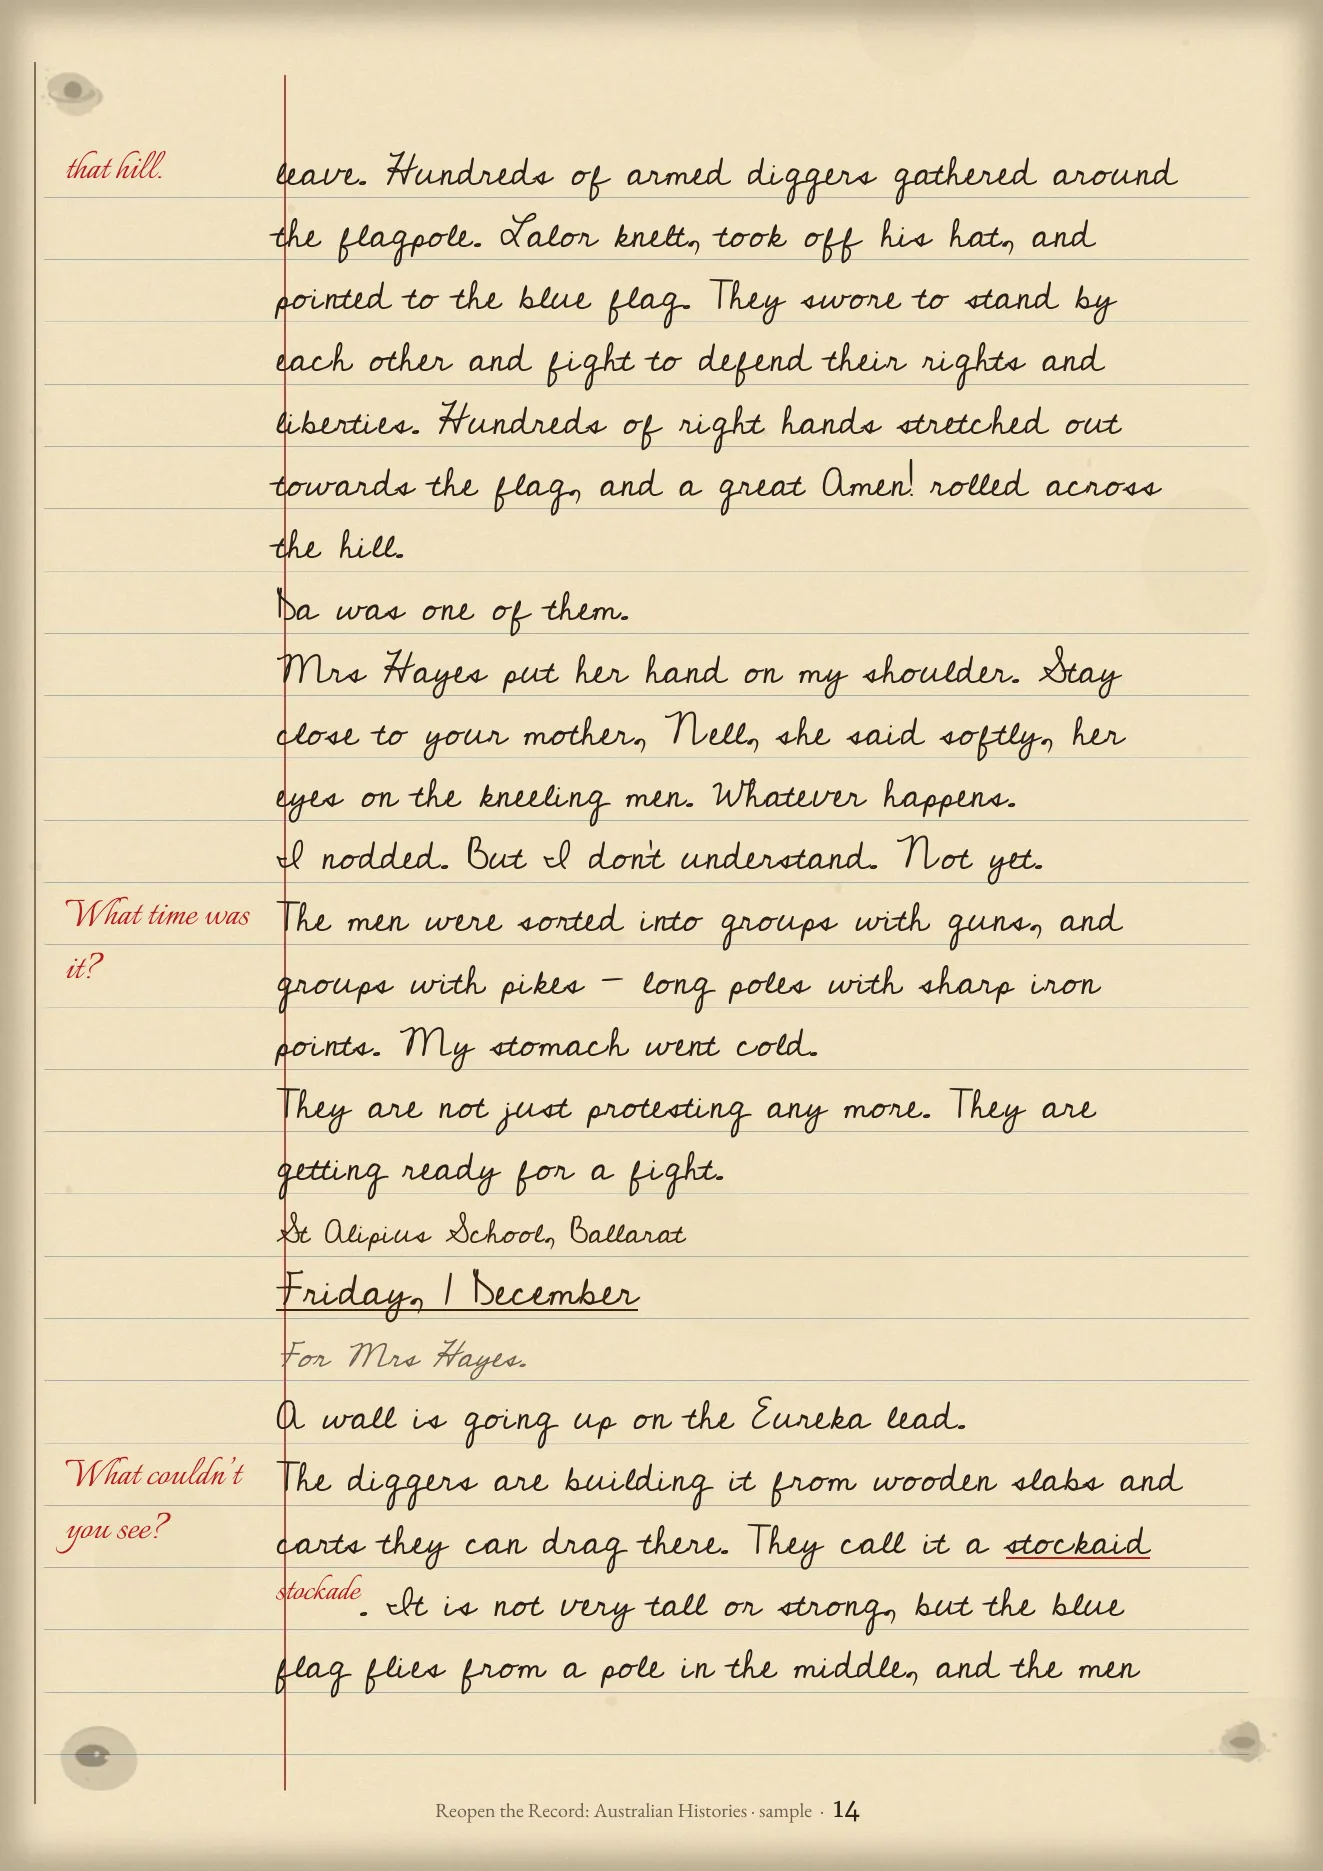 that hill.
leave. Hundreds of armed diggers gathered around
the flagpole. Lalor knelt, took off his hat, and
pointed to the blue flag. They swore to stand by
each other and fight to defend their rights and
liberties. Hundreds of right hands stretched out
towards the flag, and a great Amen! rolled across
the hill.
Da was one of them.
Mrs Hayes put her hand on my shoulder. Stay
close to your mother, Nell, she said softly, her
eyes on the kneeling men. Whatever happens.
I nodded. But I don't understand. Not yet.
What time was
it?
The men were sorted into groups with guns, and
groups with pikes – long poles with sharp iron
points. My stomach went cold.
They are not just protesting any more. They are
getting ready for a fight.
St Alipius School, Ballarat
Friday, 1 December
For Mrs Hayes.
A wall is going up on the Eureka lead.
What couldn't
you see?
The diggers are building it from wooden slabs and
carts they can drag there. They call it a stockaid
stockade. It is not very tall or strong, but the blue
flag flies from a pole in the middle, and the men
Reopen the Record: Australian Histories · sample · 14